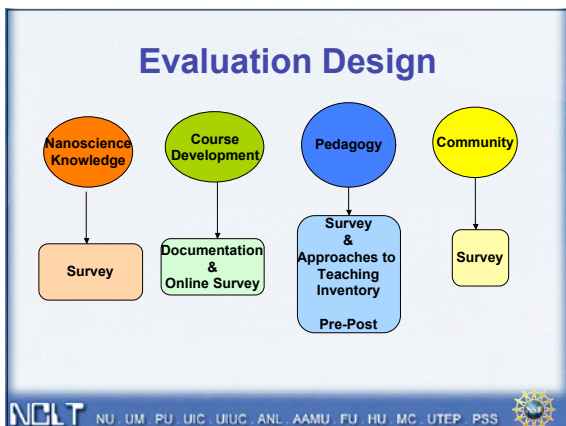 Evaluation Design
Nanoscience
Knowledge
Course
Development
Pedagogy
Community
Survey
Documentation
&
Online Survey
Survey
&
Approaches to
Teaching
Inventory
Pre-Post
Survey
NCLT NU . UM . PU . UIC . UIUC . ANL . AAMU . FU . HU . MC . UTEP . PSS
NSF